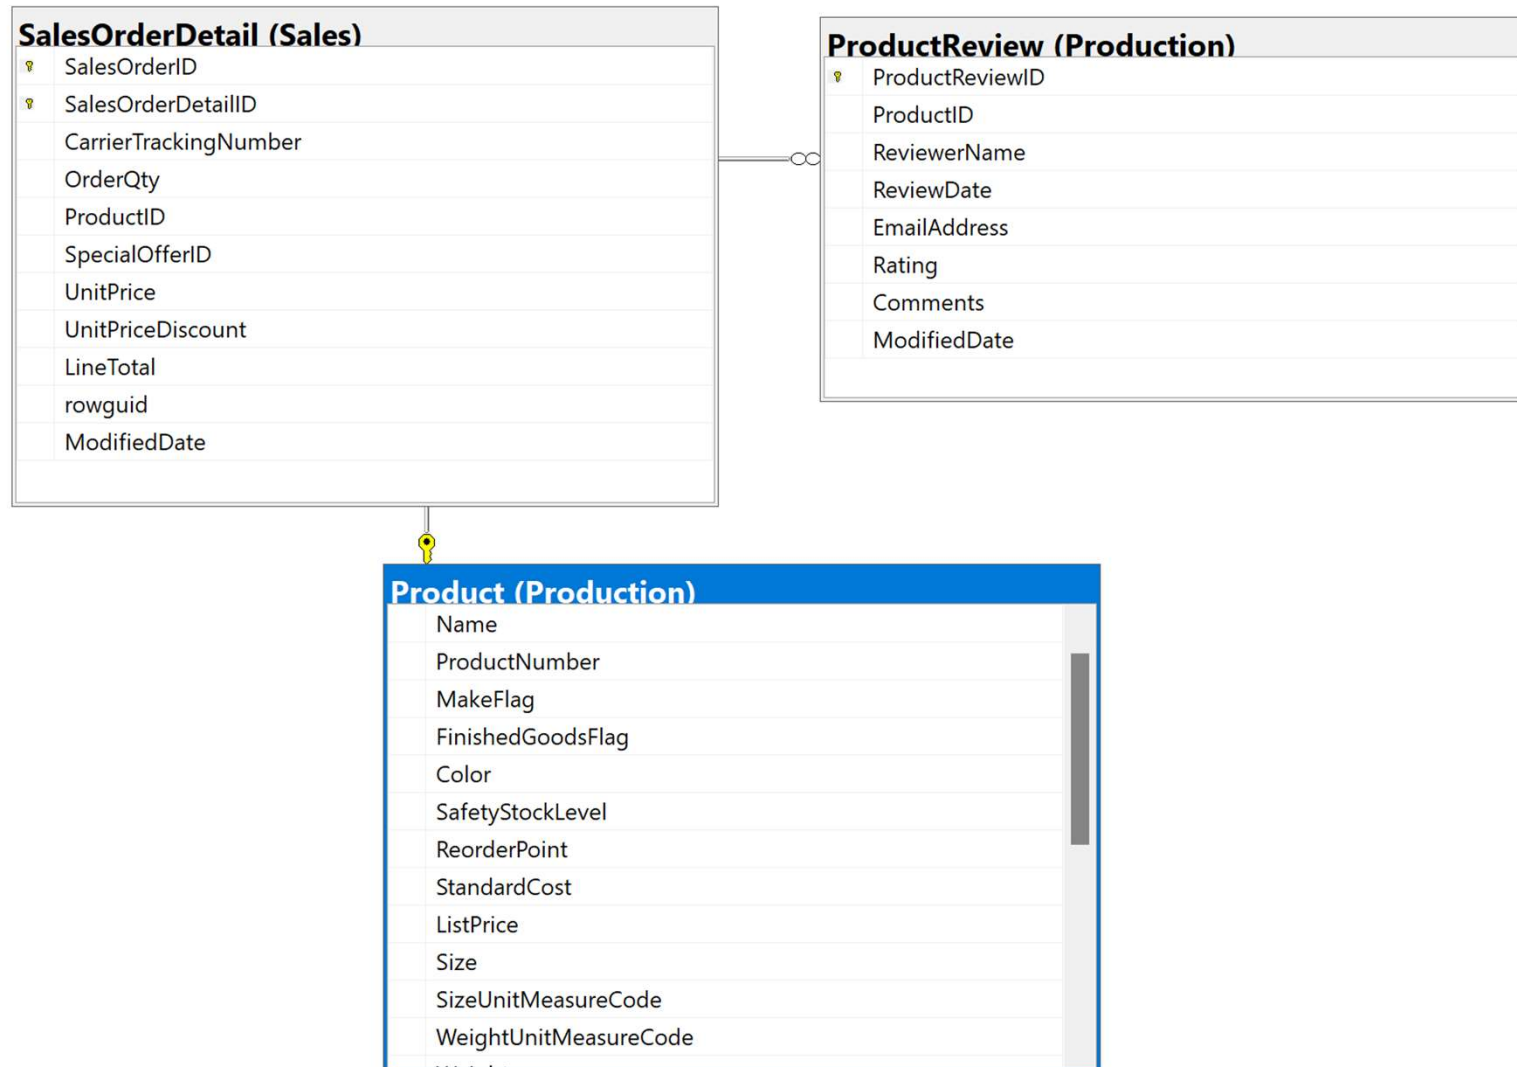 SalesOrderDetail (Sales)
SalesOrderID
SalesOrderDetailID
CarrierTrackingNumber
OrderQty
ProductID
SpecialOfferID
UnitPrice
UnitPriceDiscount
LineTotal
rowguid
ModifiedDate
ProductReview (Production)
ProductReviewID
ProductID
ReviewerName
ReviewDate
EmailAddress
Rating
Comments
ModifiedDate
Product (Production)
Name
ProductNumber
MakeFlag
FinishedGoodsFlag
Color
SafetyStockLevel
ReorderPoint
StandardCost
ListPrice
Size
SizeUnitMeasureCode
WeightUnitMeasureCode